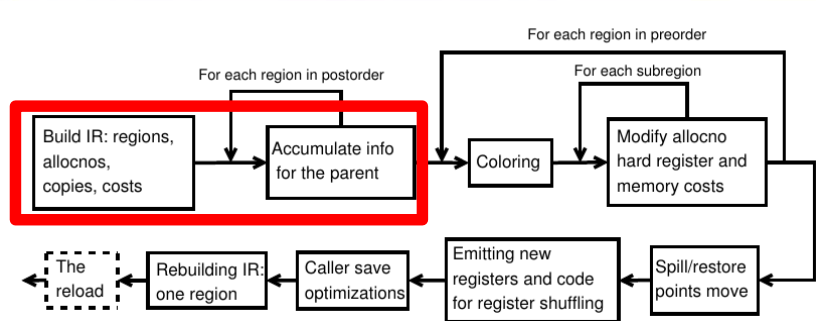 For each region in preorder
For each region in postorder
For each subregion
Build IR: regions,
allocnos,
copies, costs
Accumulate info
for the parent
Coloring
Modify allocno
hard register and
memory costs
The
reload
Rebuilding IR:
one region
Caller save
optimizations
Emitting new
registers and code
for register shuffling
Spill/restore
points move